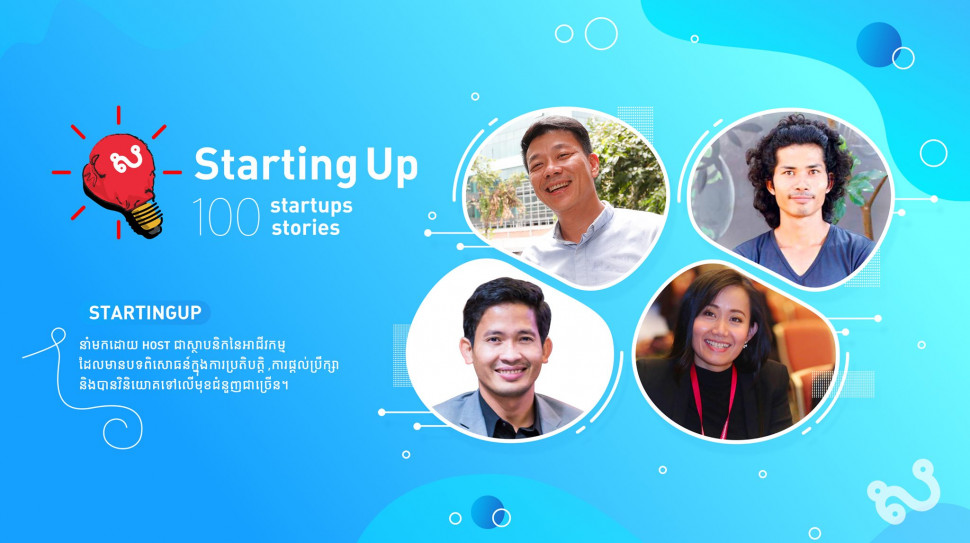 ស
Starting Up
100 startups
stories
STARTINGUP
នាំមកដោយ HOST ជាស្ថាបនិកនៃអាជីវកម្ម
ដែលមានបទពិសោធន៍ក្នុងការប្រតិបត្តិ ,ការផ្តល់ប្រឹក្សា
និងបានវិនិយោគទៅលើមុខជំនួញជាច្រើន។
ស